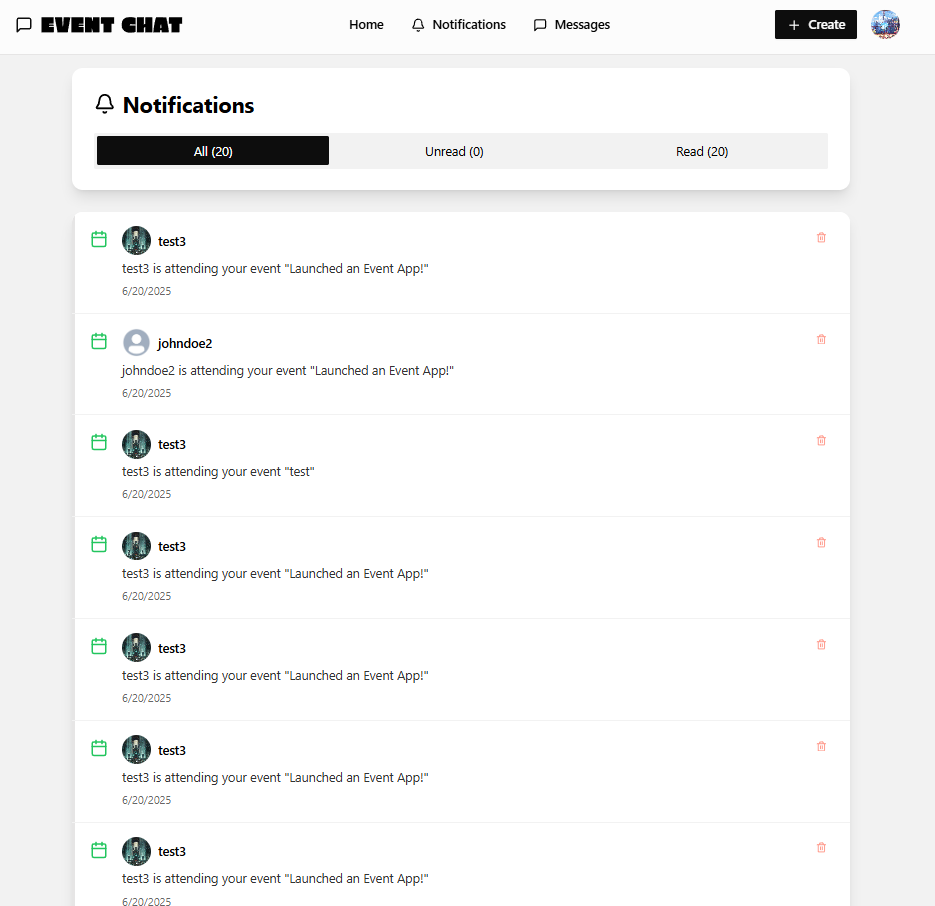 EVENT CHAT
Home
Notifications
Messages
Create
Notifications
All (20)
Unread (0)
Read (20)
test3
test3 is attending your event "Launched an Event App!"
6/20/2025
johndoe2
johndoe2 is attending your event "Launched an Event App!"
6/20/2025
test3
test3 is attending your event "test"
6/20/2025
test3
test3 is attending your event "Launched an Event App!"
6/20/2025
test3
test3 is attending your event "Launched an Event App!"
6/20/2025
test3
test3 is attending your event "Launched an Event App!"
6/20/2025
test3
test3 is attending your event "Launched an Event App!"
6/20/2025